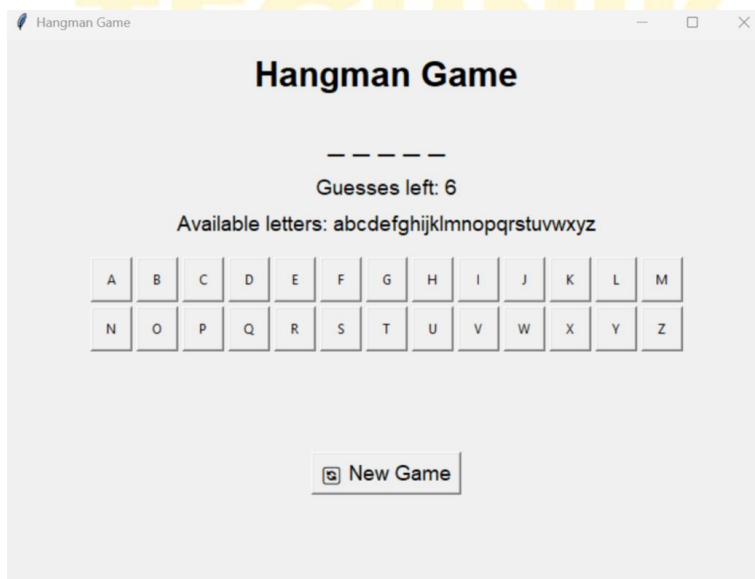 Hangman Game
Hangman Game
_ _ _ _ _
Guesses left: 6
Available letters: abcdefghijklmnopqrstuvwxyz
A B C D E F G H I J K L M
N O P Q R S T U V W X Y Z
New Game